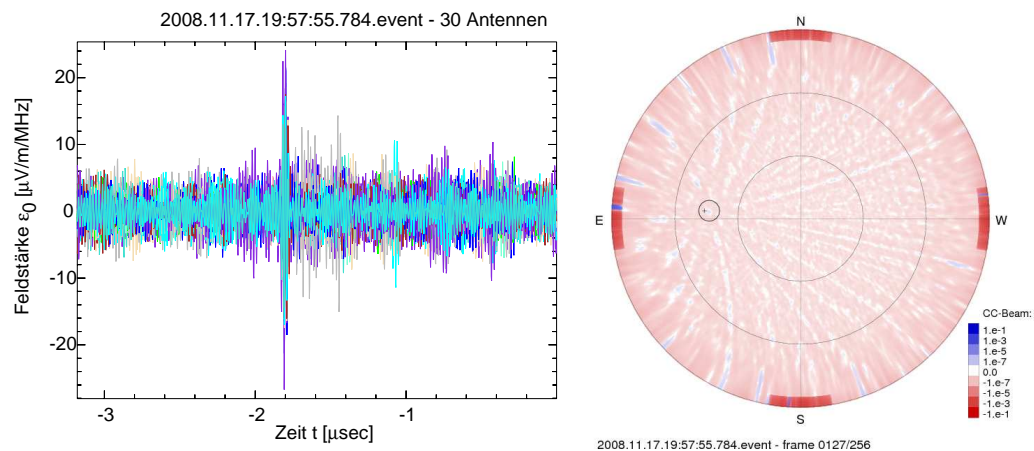 2008.11.17.19:57:55.784.event - 30 Antennen
Feldstärke ε0 [µV/m/MHz]
20
10
0
-10
-20
-3
-2
-1
Zeit t [µsec]
N
E
W
S
CC-Beam:
1.e-1
1.e-3
1.e-5
1.e-7
0.0
-1.e-7
-1.e-5
-1.e-3
-1.e-1
2008.11.17.19:57:55.784.event - frame 0127/256